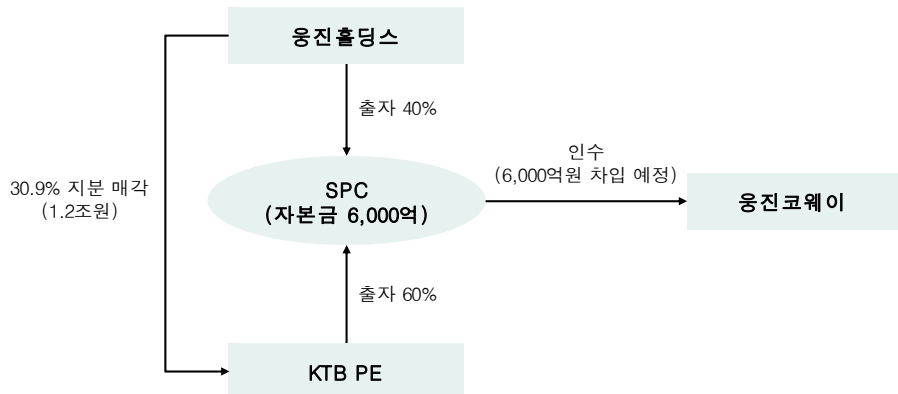 웅진홀딩스
출자 40%
인수
(6,000억원 차입 예정)
30.9% 지분 매각
(1.2조원)
SPC
(자본금 6,000억)
웅진코웨이
출자 60%
KTB PE